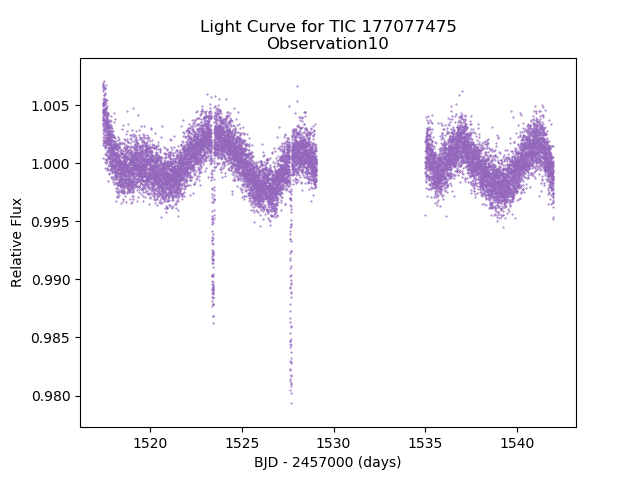 Light Curve for TIC 177077475
Observation10
1.005
1.000
0.995
0.990
0.985
0.980
Relative Flux
1520
1525
1530
1535
1540
BJD - 2457000 (days)